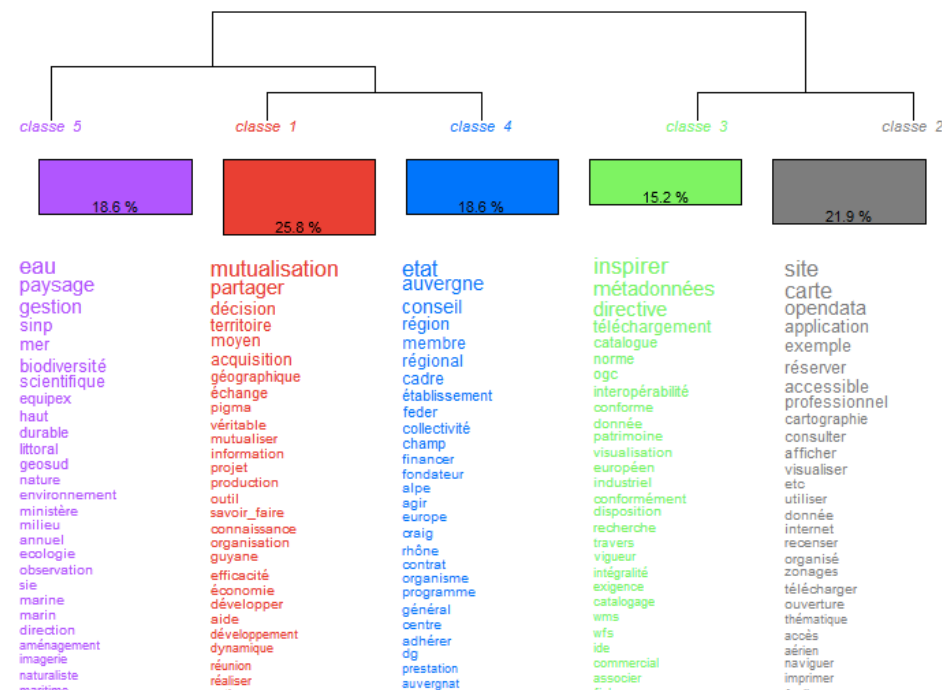 classe 5
classe 1
classe 4
classe 3
classe 2
18.6 %
25.8 %
18.6 %
15.2 %
21.9 %
eau
paysage
gestion
sinp
mer
biodiversité
scientifique
equipex
haut
durable
littoral
geosud
nature
environnement
ministère
milieu
annuel
ecologie
observation
sie
marine
marin
direction
aménagement
imagerie
naturaliste
maritime
mutualisation
partager
décision
territoire
moyen
acquisition
géographique
échange
pigma
véritable
mutualiser
information
projet
production
outil
savoir_faire
connaissance
organisation
guyane
efficacité
économie
développer
aide
développement
dynamique
réunion
réaliser
etat
auvergne
conseil
région
membre
régional
cadre
établissement
feder
collectivité
champ
financer
fondateur
alpe
agir
europe
craig
rhône
contrat
organisme
programme
général
centre
adhérer
dg
prestation
auvergnat
inspirer
métadonnées
directive
téléchargement
catalogue
norme
ogc
interopérabilité
conforme
donnée
patrimoine
visualisation
européen
industriel
conformément
disposition
recherche
travers
vigueur
intégralité
exigence
catalogage
wms
wfs
ide
commercial
associer
site
carte
opendata
application
exemple
réserver
accessible
professionnel
cartographie
consulter
afficher
visualiser
etc
utiliser
donnée
internet
recenser
organisé
zonages
télécharger
ouverture
thématique
accès
aérien
naviguer
imprimer